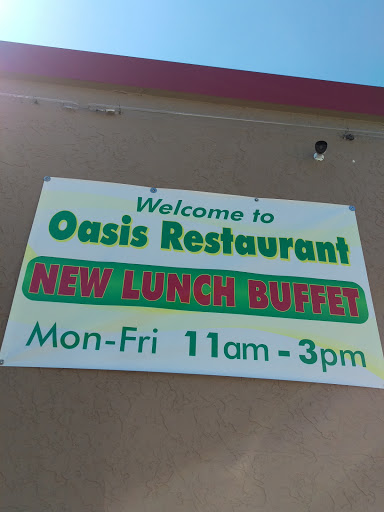 Welcome to
Oasis Restaurant
NEW LUNCH BUFFET
Mon-Fri 11am - 3pm